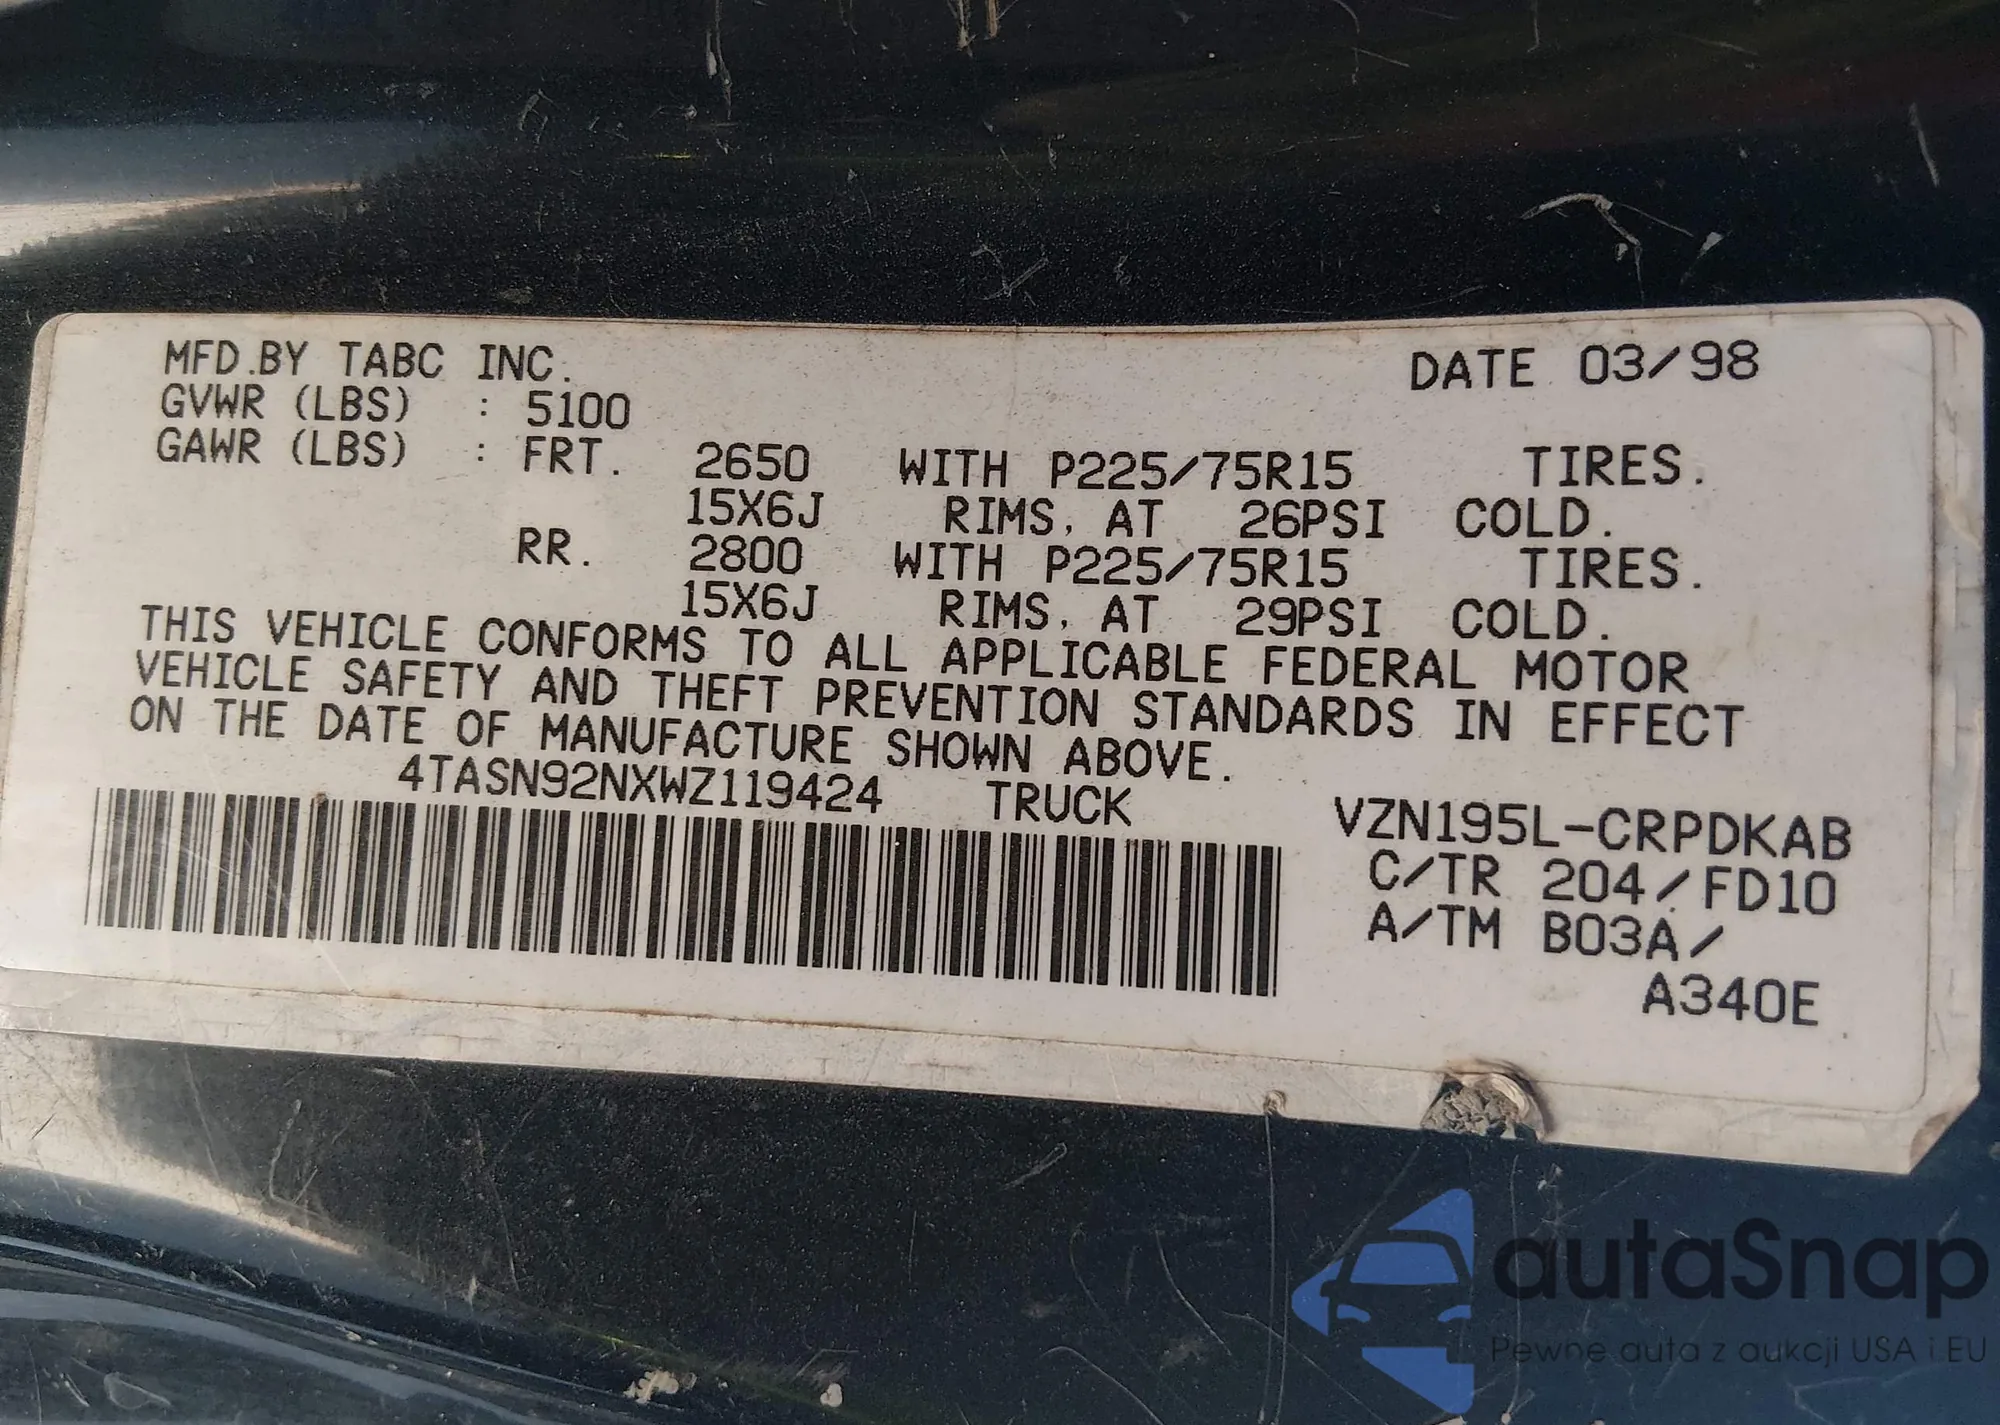 MFD.BY TABC INC. DATE 03/98
GVWR (LBS) : 5100
GAWR (LBS) : FRT. 2650 WITH P225/75R15 TIRES.
15X6J RIMS, AT 26PSI COLD.
RR. 2800 WITH P225/75R15 TIRES.
15X6J RIMS, AT 29PSI COLD.
THIS VEHICLE CONFORMS TO ALL APPLICABLE FEDERAL MOTOR
VEHICLE SAFETY AND THEFT PREVENTION STANDARDS IN EFFECT
ON THE DATE OF MANUFACTURE SHOWN ABOVE.
4TASN92NXWZ119424 TRUCK
VZN195L-CRPDKAB
C/TR 204/FD10
A/TM B03A/
A340E
autaSnap
Pewne auta z aukcji USA i EU